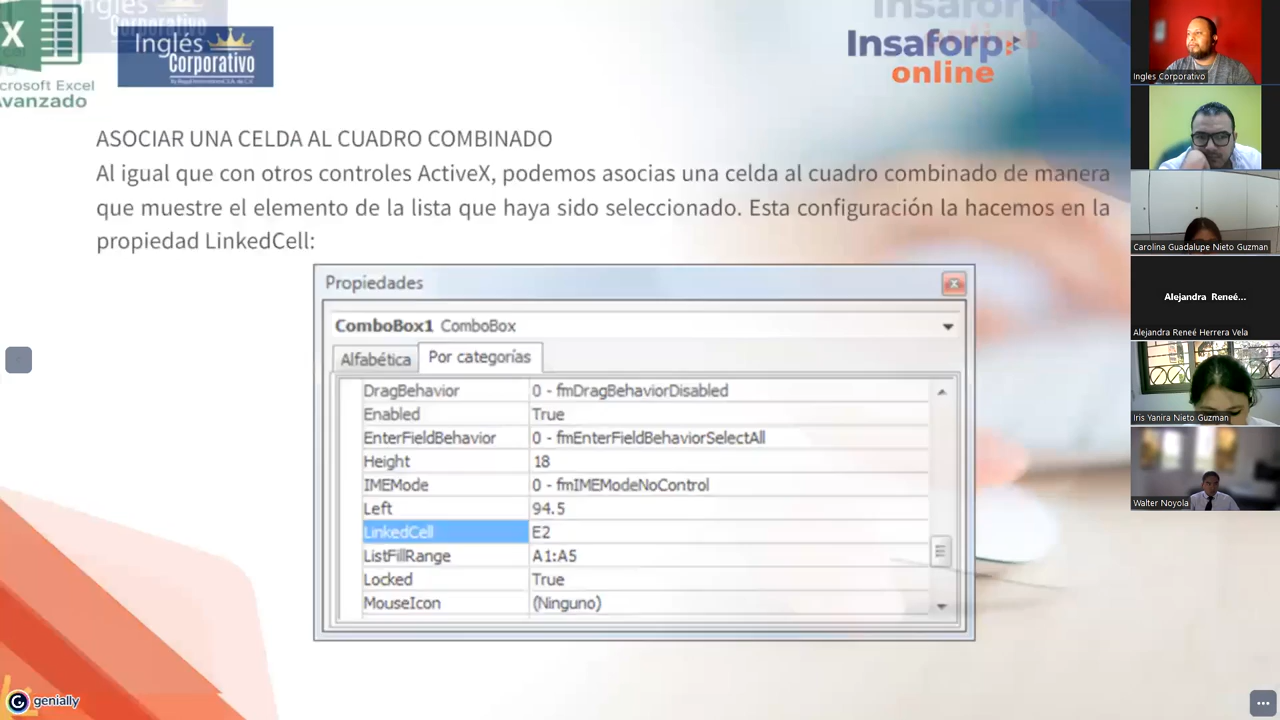 Inglés
Corporativo
Insaforp
online
Microsoft Excel
Avanzado
ASOCIAR UNA CELDA AL CUADRO COMBINADO
Al igual que con otros controles ActiveX, podemos asocias una celda al cuadro combinado de manera
que muestre el elemento de la lista que haya sido seleccionado. Esta configuración la hacemos en la
propiedad LinkedCell:
Propiedades
ComboBox1 ComboBox
Alfabética Por categorías
DragBehavior 0 - fmDragBehaviorDisabled
Enabled True
EnterFieldBehavior 0 - fmEnterFieldBehaviorSelectAll
Height 18
IMEMode 0 - fmIMEModeNoControl
Left 94.5
LinkedCell E2
ListFillRange A1:A5
Locked True
MouseIcon (Ninguno)
genially
Ingles Corporativo
Carolina Guadalupe Nieto Guzman
Alejandra Reneé...
Alejandra Reneé Herrera Vela
Iris Yanira Nieto Guzman
Walter Noyola